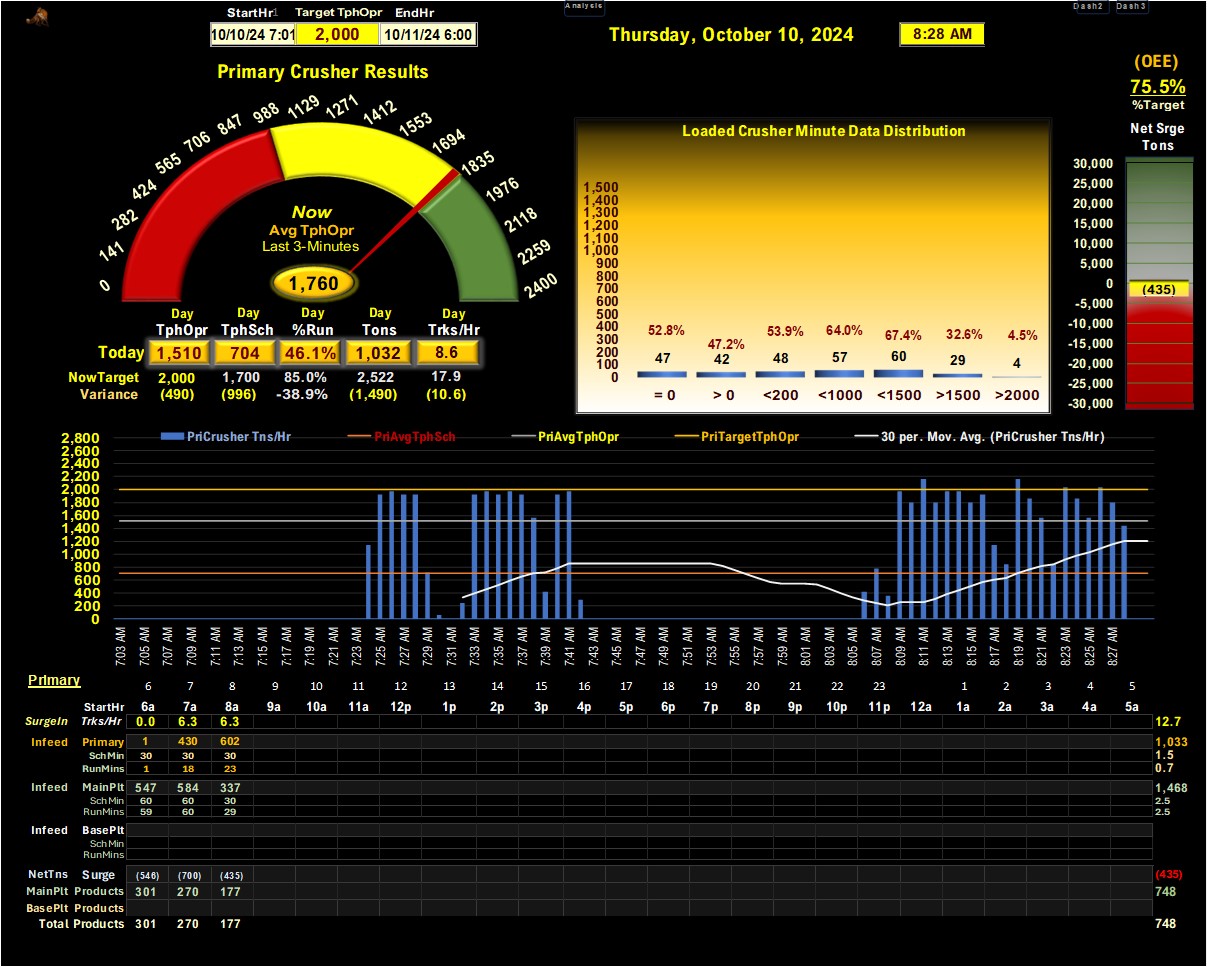 Analysis Dash2 Dash3
StartHr1 Target TphOpr EndHr
10/10/24 7:01 2,000 10/11/24 6:00
Thursday, October 10, 2024 8:28 AM
(OEE)
75.5%
%Target
Net Srge
Tons
30,000
25,000
20,000
15,000
10,000
5,000
0
(435)
-5,000
-10,000
-15,000
-20,000
-25,000
-30,000
Primary Crusher Results
0 141 282 424 565 706 847 988 1129 1271 1412 1553 1694 1835 1976 2118 2259 2400
Now
Avg TphOpr
Last 3-Minutes
1,760
Day Day Day Day Day
TphOpr TphSch %Run Tons Trks/Hr
Today 1,510 704 46.1% 1,032 8.6
NowTarget 2,000 1,700 85.0% 2,522 17.9
Variance (490) (996) -38.9% (1,490) (10.6)
Loaded Crusher Minute Data Distribution
1,500
1,400
1,300
1,200
1,100
1,000
900
800
700
600
500
400
300
200
100
0
52.8% 47.2% 53.9% 64.0% 67.4% 32.6% 4.5%
47 42 48 57 60 29 4
= 0 > 0 <200 <1000 <1500 >1500 >2000
PriCrusher Tns/Hr PriAvgTphSch PriAvgTphOpr PriTargetTphOpr 30 per. Mov. Avg. (PriCrusher Tns/Hr)
2,800
2,600
2,400
2,200
2,000
1,800
1,600
1,400
1,200
1,000
800
600
400
200
0
7:03 AM 7:05 AM 7:07 AM 7:09 AM 7:11 AM 7:13 AM 7:15 AM 7:17 AM 7:19 AM 7:21 AM 7:23 AM 7:25 AM 7:27 AM 7:29 AM 7:31 AM 7:33 AM 7:35 AM 7:37 AM 7:39 AM 7:41 AM 7:43 AM 7:45 AM 7:47 AM 7:49 AM 7:51 AM 7:53 AM 7:55 AM 7:57 AM 7:59 AM 8:01 AM 8:03 AM 8:05 AM 8:07 AM 8:09 AM 8:11 AM 8:13 AM 8:15 AM 8:17 AM 8:19 AM 8:21 AM 8:23 AM 8:25 AM 8:27 AM
Primary
6 7 8 9 10 11 12 13 14 15 16 17 18 19 20 21 22 23 1 2 3 4 5
StartHr 6a 7a 8a 9a 10a 11a 12p 1p 2p 3p 4p 5p 6p 7p 8p 9p 10p 11p 12a 1a 2a 3a 4a 5a
SurgeIn Trks/Hr 0.0 6.3 6.3 12.7
Infeed Primary 1 430 602 1,033
SchMin 30 30 30 1.5
RunMins 1 18 23 0.7
Infeed MainPlt 547 584 337 1,468
SchMin 60 60 30 2.5
RunMins 59 60 29 2.5
Infeed BasePlt
SchMin
RunMins
NetTns Surge (546) (700) (435) (435)
MainPlt Products 301 270 177 748
BasePlt Products
Total Products 301 270 177 748